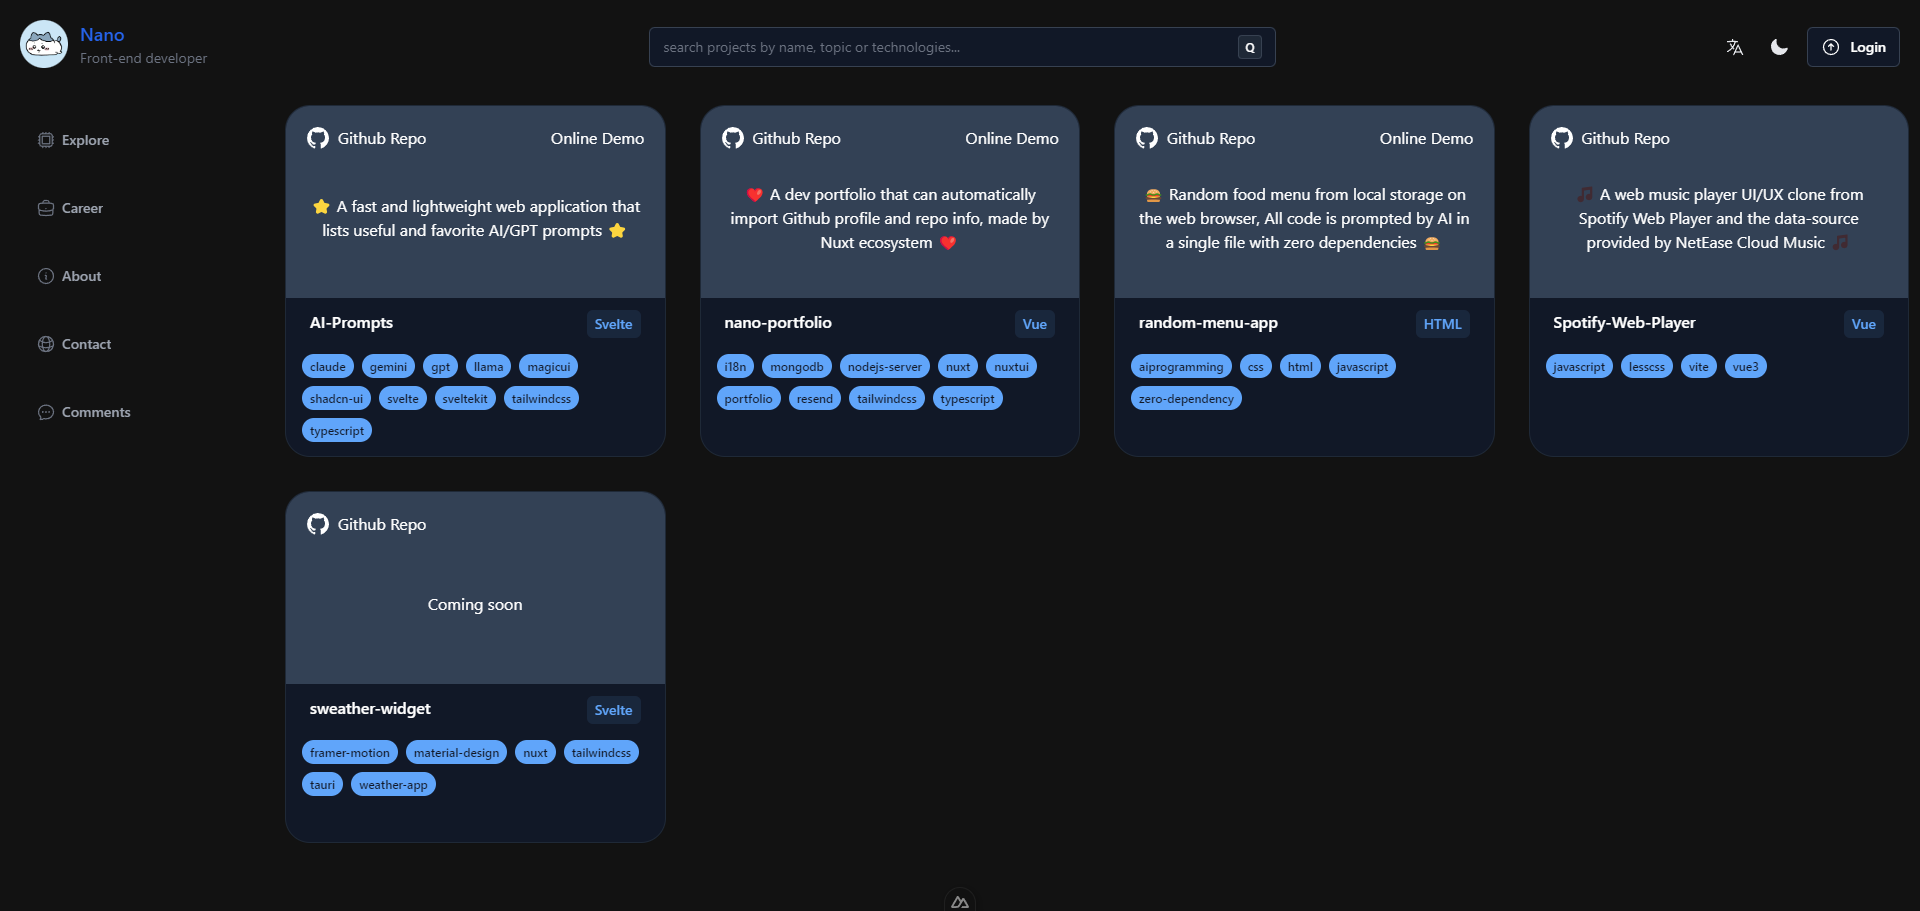 Nano
Front-end developer
search projects by name, topic or technologies...
Q
Login
Explore
Career
About
Contact
Comments
Github Repo
Online Demo
⭐ A fast and lightweight web application that
lists useful and favorite AI/GPT prompts ⭐
AI-Prompts
Svelte
claude gemini gpt llama magicui
shadcn-ui svelte sveltekit tailwindcss
typescript
Github Repo
Online Demo
❤️ A dev portfolio that can automatically
import Github profile and repo info, made by
Nuxt ecosystem ❤️
nano-portfolio
Vue
i18n mongodb nodejs-server nuxt nuxtui
portfolio resend tailwindcss typescript
Github Repo
Online Demo
🍔 Random food menu from local storage on
the web browser, All code is prompted by AI in
a single file with zero dependencies 🍔
random-menu-app
HTML
aiprogramming css html javascript
zero-dependency
Github Repo
🎵 A web music player UI/UX clone from
Spotify Web Player and the data-source
provided by NetEase Cloud Music 🎵
Spotify-Web-Player
Vue
javascript lesscss vite vue3
Github Repo
Coming soon
sweather-widget
Svelte
framer-motion material-design nuxt tailwindcss
tauri weather-app